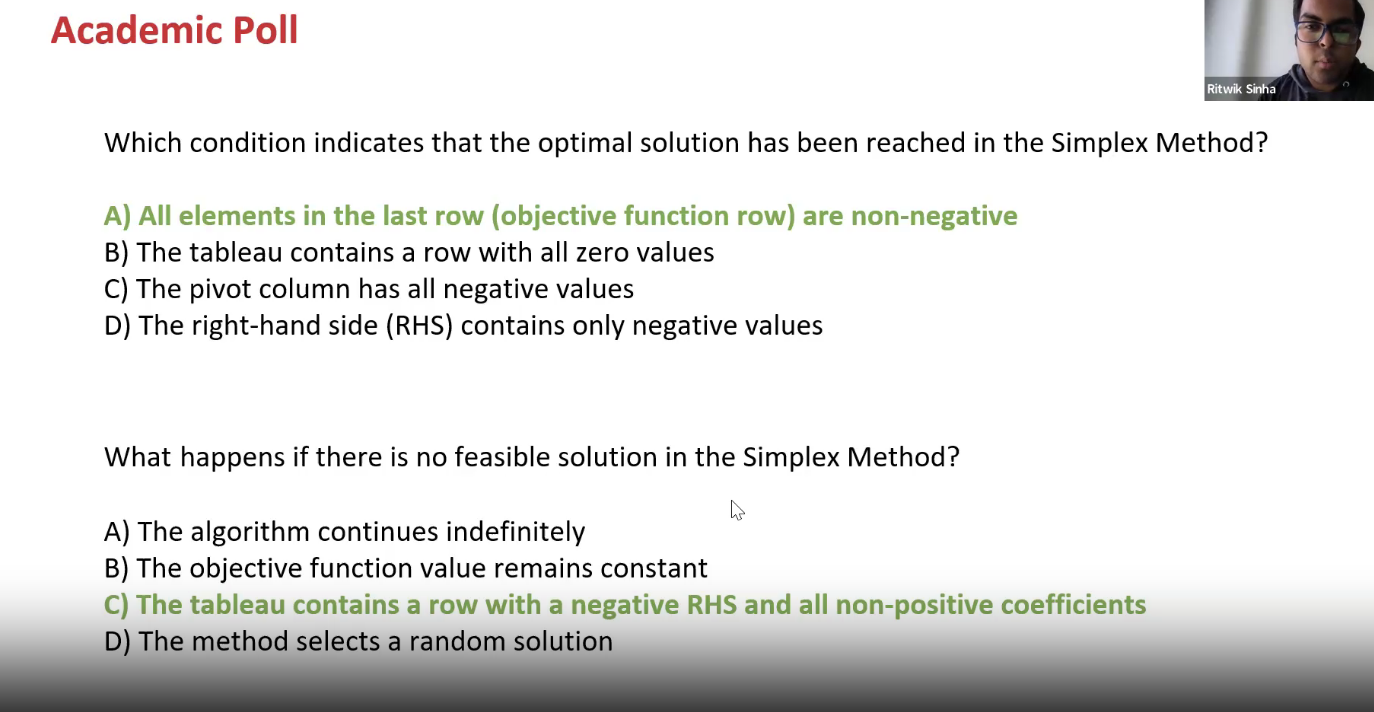 Academic Poll
Ritwik Sinha
Which condition indicates that the optimal solution has been reached in the Simplex Method?
A) All elements in the last row (objective function row) are non-negative
B) The tableau contains a row with all zero values
C) The pivot column has all negative values
D) The right-hand side (RHS) contains only negative values
What happens if there is no feasible solution in the Simplex Method?
A) The algorithm continues indefinitely
B) The objective function value remains constant
C) The tableau contains a row with a negative RHS and all non-positive coefficients
D) The method selects a random solution